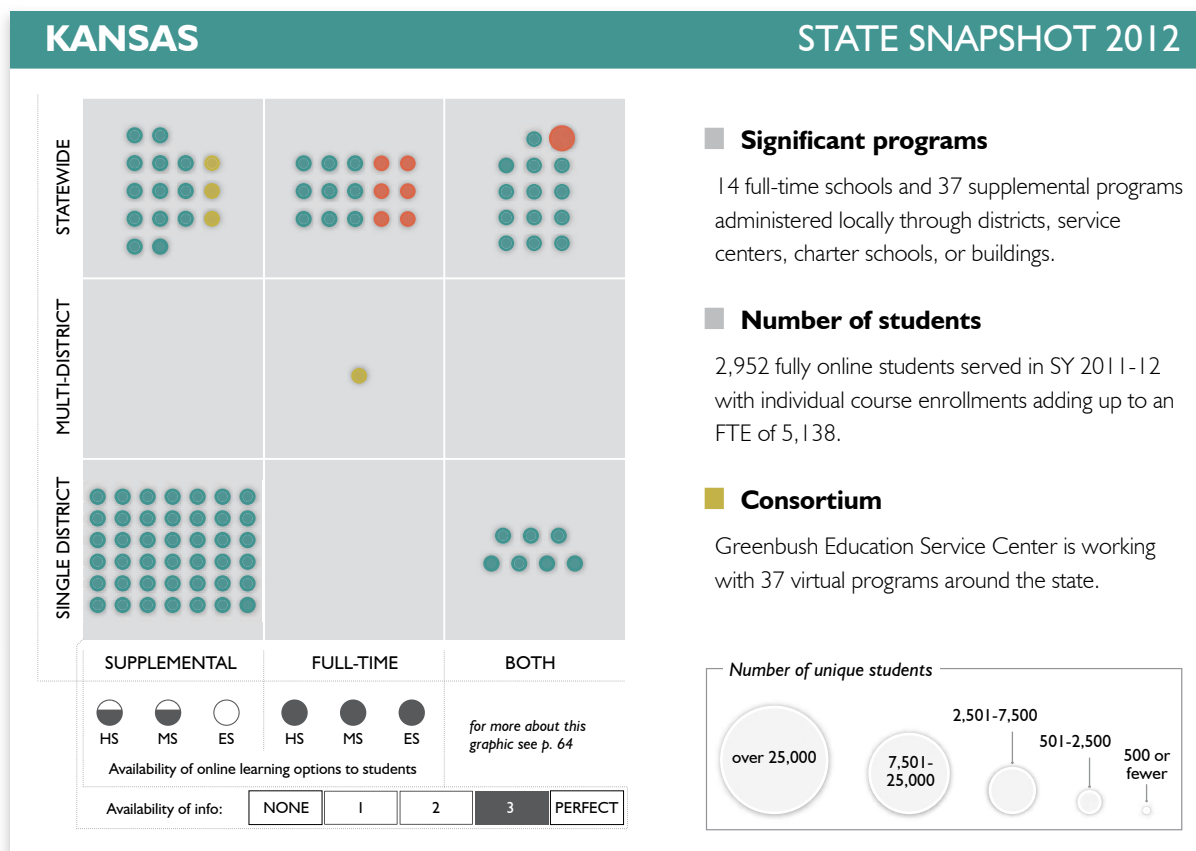 KANSAS
STATE SNAPSHOT 2012
STATEWIDE
MULTI-DISTRICT
SINGLE DISTRICT
SUPPLEMENTAL
FULL-TIME
BOTH
HS
MS
ES
HS
MS
ES
for more about this
graphic see p. 64
Availability of online learning options to students
Availability of info:
NONE
1
2
3
PERFECT
Significant programs
14 full-time schools and 37 supplemental programs
administered locally through districts, service
centers, charter schools, or buildings.
Number of students
2,952 fully online students served in SY 2011-12
with individual course enrollments adding up to an
FTE of 5,138.
Consortium
Greenbush Education Service Center is working
with 37 virtual programs around the state.
Number of unique students
over 25,000
7,501-
25,000
2,501-7,500
501-2,500
500 or
fewer